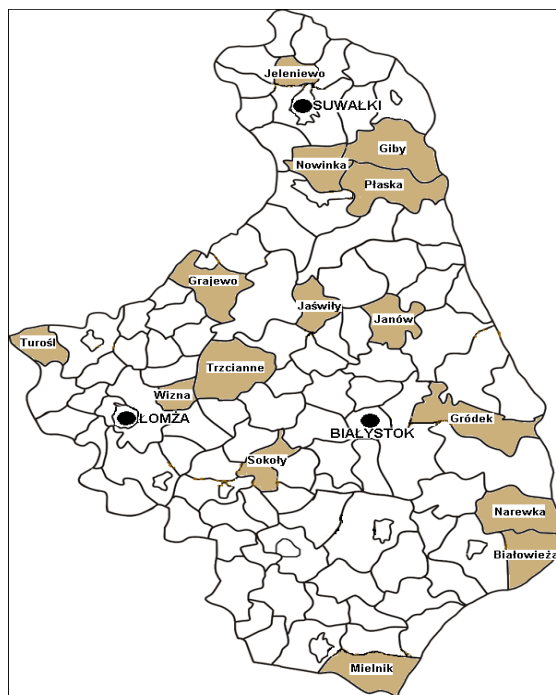 Jeleniewo
SUWAŁKI
Giby
Nowinka
Płaska
Grajewo
Jaświły
Janów
Turośl
Trzcianne
Wizna
ŁOMŻA
Gródek
BIAŁYSTOK
Sokoły
Narewka
Białowieża
Mielnik